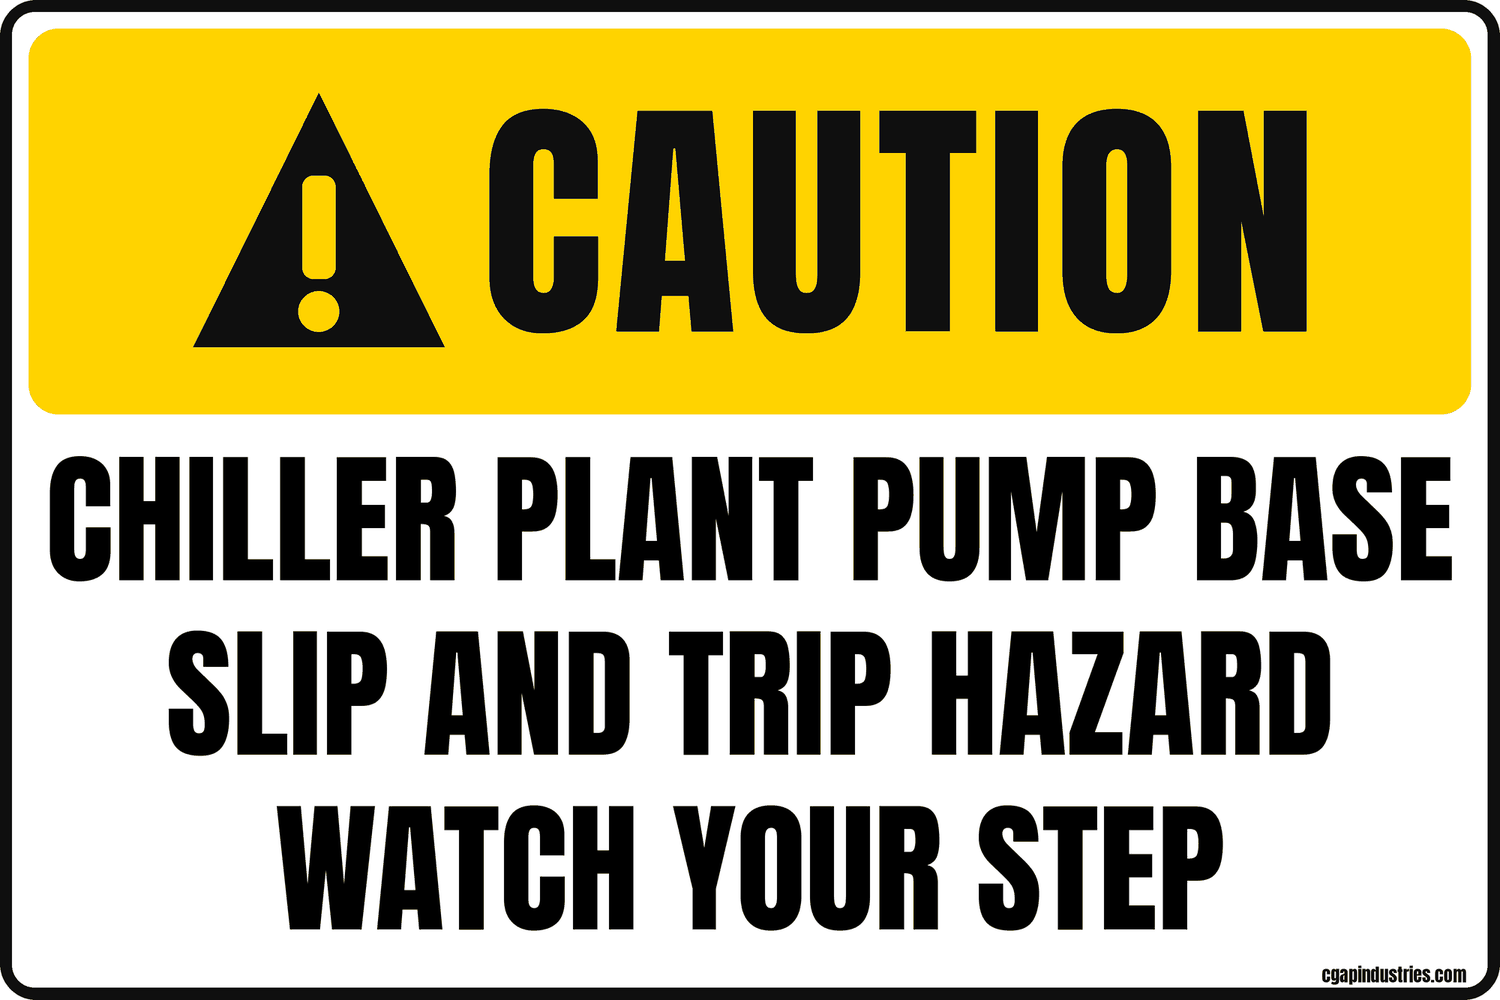 CAUTION
CHILLER PLANT PUMP BASE
SLIP AND TRIP HAZARD
WATCH YOUR STEP
cgapindustries.com